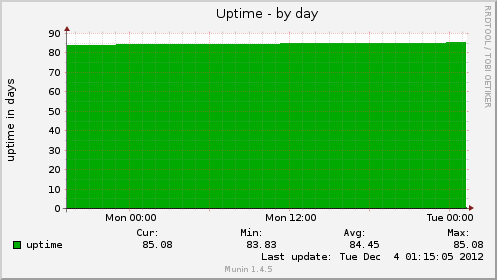 Uptime - by day
RRDTOOL / TOBI OETIKER
uptime in days
90
80
70
60
50
40
30
20
10
0
Mon 00:00 Mon 12:00 Tue 00:00
Cur: Min: Avg: Max:
uptime 85.08 83.83 84.45 85.08
Last update: Tue Dec 4 01:15:05 2012
Munin 1.4.5